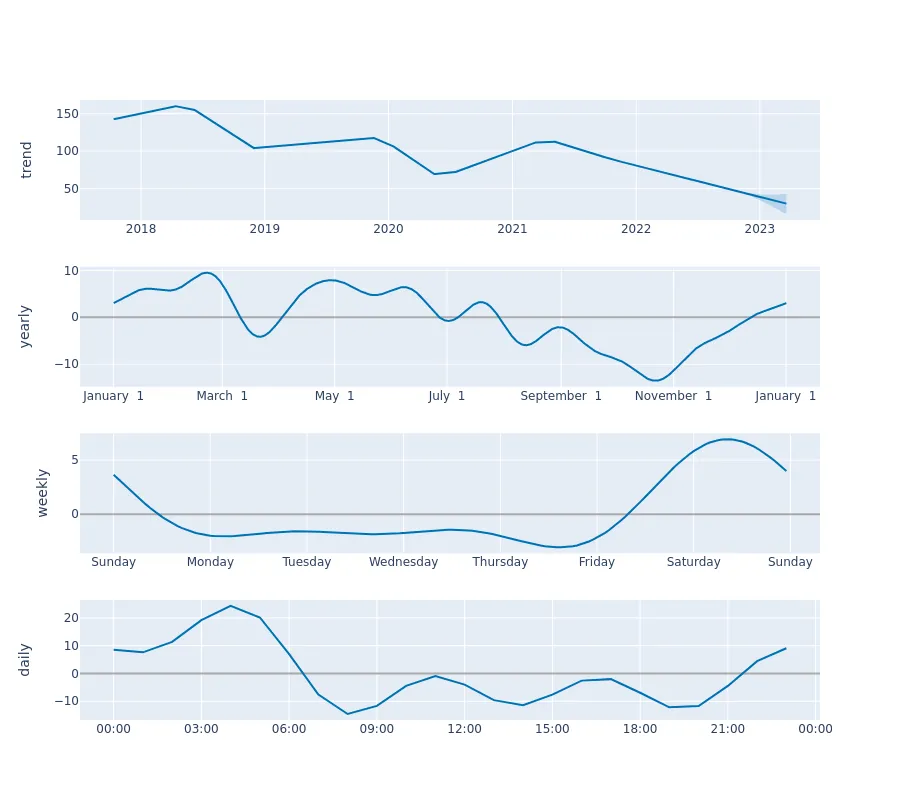 trend
150
100
50
2018 2019 2020 2021 2022 2023
yearly
10
0
−10
January 1 March 1 May 1 July 1 September 1 November 1 January 1
weekly
5
0
Sunday Monday Tuesday Wednesday Thursday Friday Saturday Sunday
daily
20
10
0
−10
00:00 03:00 06:00 09:00 12:00 15:00 18:00 21:00 00:00